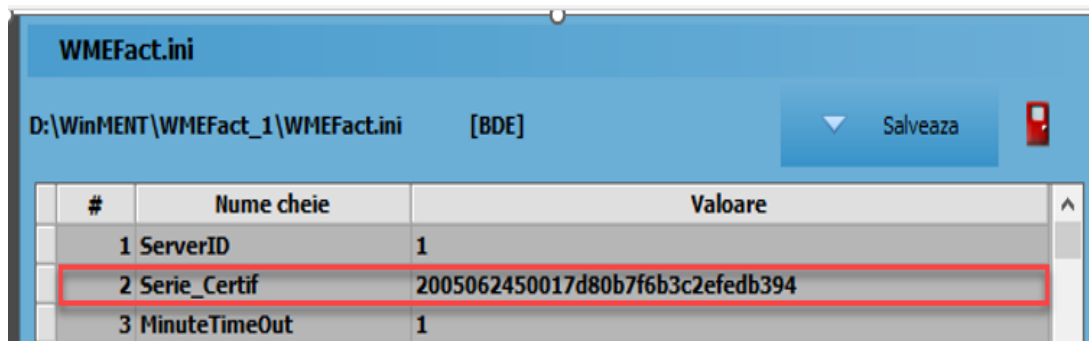 WMEFact.ini
D:\WinMENT\WMEFact_1\WMEFact.ini [BDE] Salveaza
# Nume cheie Valoare
1 ServerID 1
2 Serie_Certif 2005062450017d80b7f6b3c2efedb394
3 MinuteTimeOut 1